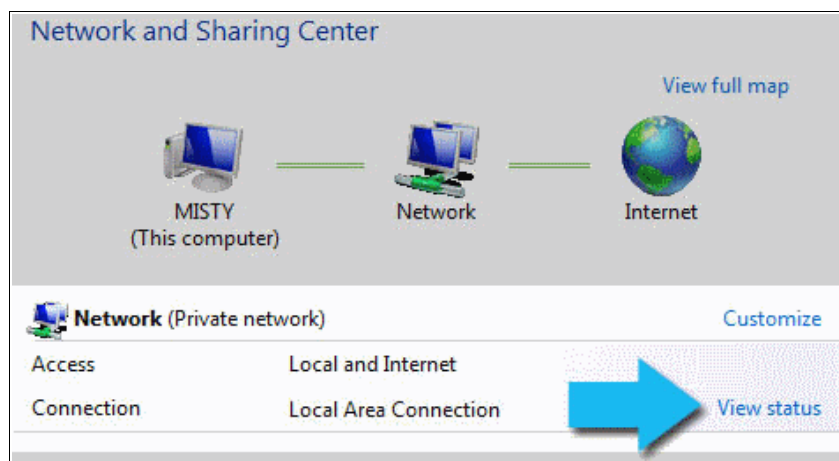 Network and Sharing Center
View full map
MISTY
(This computer)
Network
Internet
Network (Private network) Customize
Access Local and Internet
Connection Local Area Connection View status